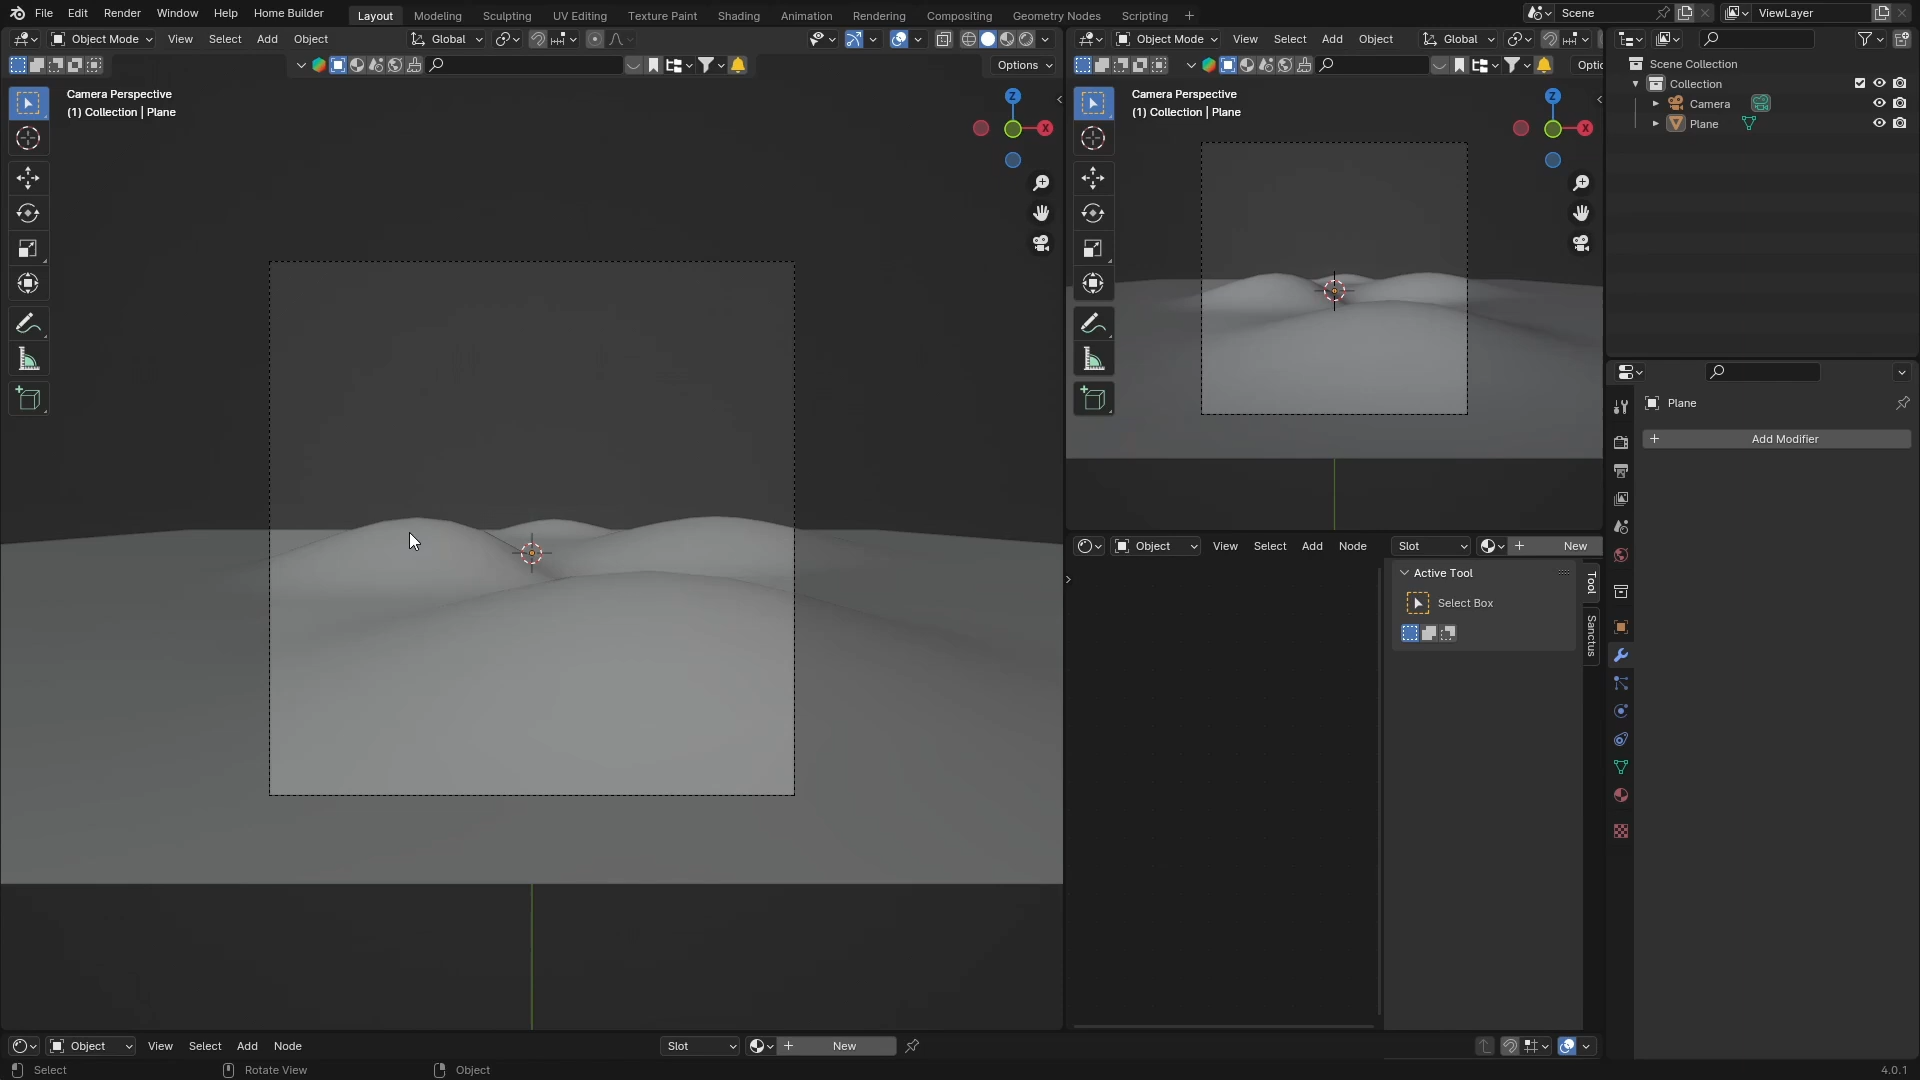 File Edit Render Window Help Home Builder Layout Modeling Sculpting UV Editing Texture Paint Shading Animation Rendering Compositing Geometry Nodes Scripting + Scene ViewLayer
Object Mode View Select Add Object Global
Options
Camera Perspective
(1) Collection | Plane
Z
X
Object Mode View Select Add Object Global
Optic
Camera Perspective
(1) Collection | Plane
Z
X
Scene Collection
Collection
Camera
Plane
Plane
+ Add Modifier
Object View Select Add Node Slot + New
Active Tool
Select Box
Tool
Sanctus
Object View Select Add Node Slot + New
Select Rotate View Object 4.0.1